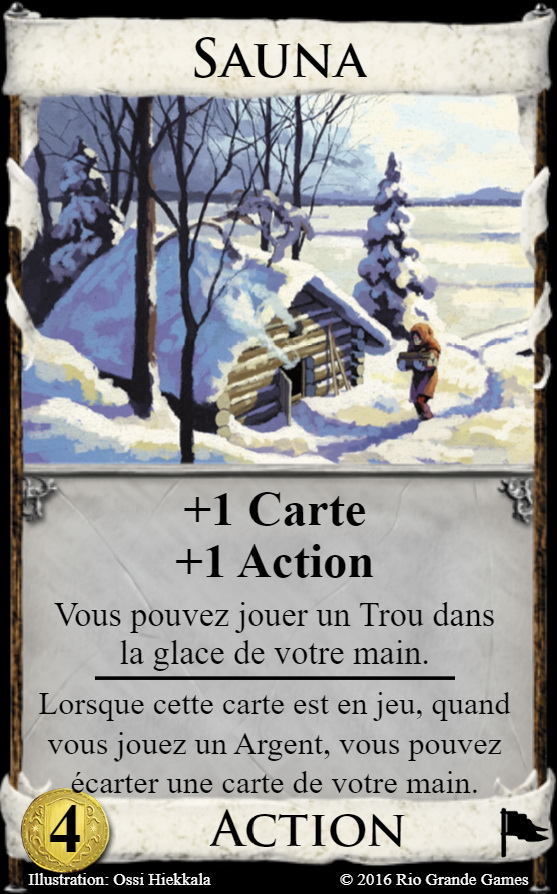 Sauna
+1 Carte
+1 Action
Vous pouvez jouer un Trou dans
la glace de votre main.
Lorsque cette carte est en jeu, quand
vous jouez un Argent, vous pouvez
écarter une carte de votre main.
4
Action
Illustration: Ossi Hiekkala
© 2016 Rio Grande Games